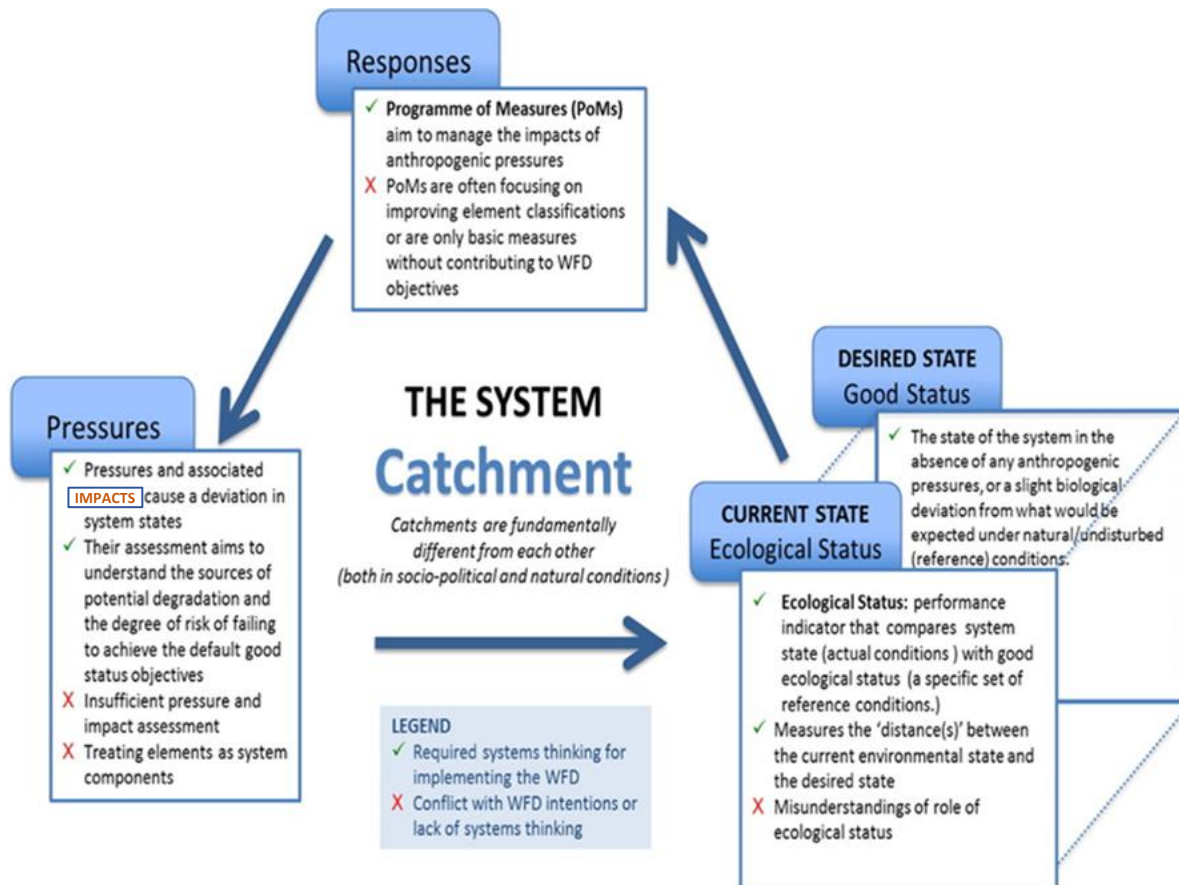 Responses
✓ Programme of Measures (PoMs)
aim to manage the impacts of
anthropogenic pressures
X PoMs are often focusing on
improving element classifications
or are only basic measures
without contributing to WFD
objectives
Pressures
✓ Pressures and associated
IMPACTS cause a deviation in
system states
✓ Their assessment aims to
understand the sources of
potential degradation and
the degree of risk of failing
to achieve the default good
status objectives
X Insufficient pressure and
impact assessment
X Treating elements as system
components
THE SYSTEM
Catchment
Catchments are fundamentally
different from each other
(both in socio-political and natural conditions )
LEGEND
✓ Required systems thinking for
implementing the WFD
X Conflict with WFD intentions or
lack of systems thinking
DESIRED STATE
Good Status
✓ The state of the system in the
absence of any anthropogenic
pressures, or a slight biological
deviation from what would be
expected under natural/undisturbed
(reference) conditions.
CURRENT STATE
Ecological Status
✓ Ecological Status: performance
indicator that compares system
state (actual conditions ) with good
ecological status (a specific set of
reference conditions.)
✓ Measures the ‘distance(s)’ between
the current environmental state and
the desired state
X Misunderstandings of role of
ecological status